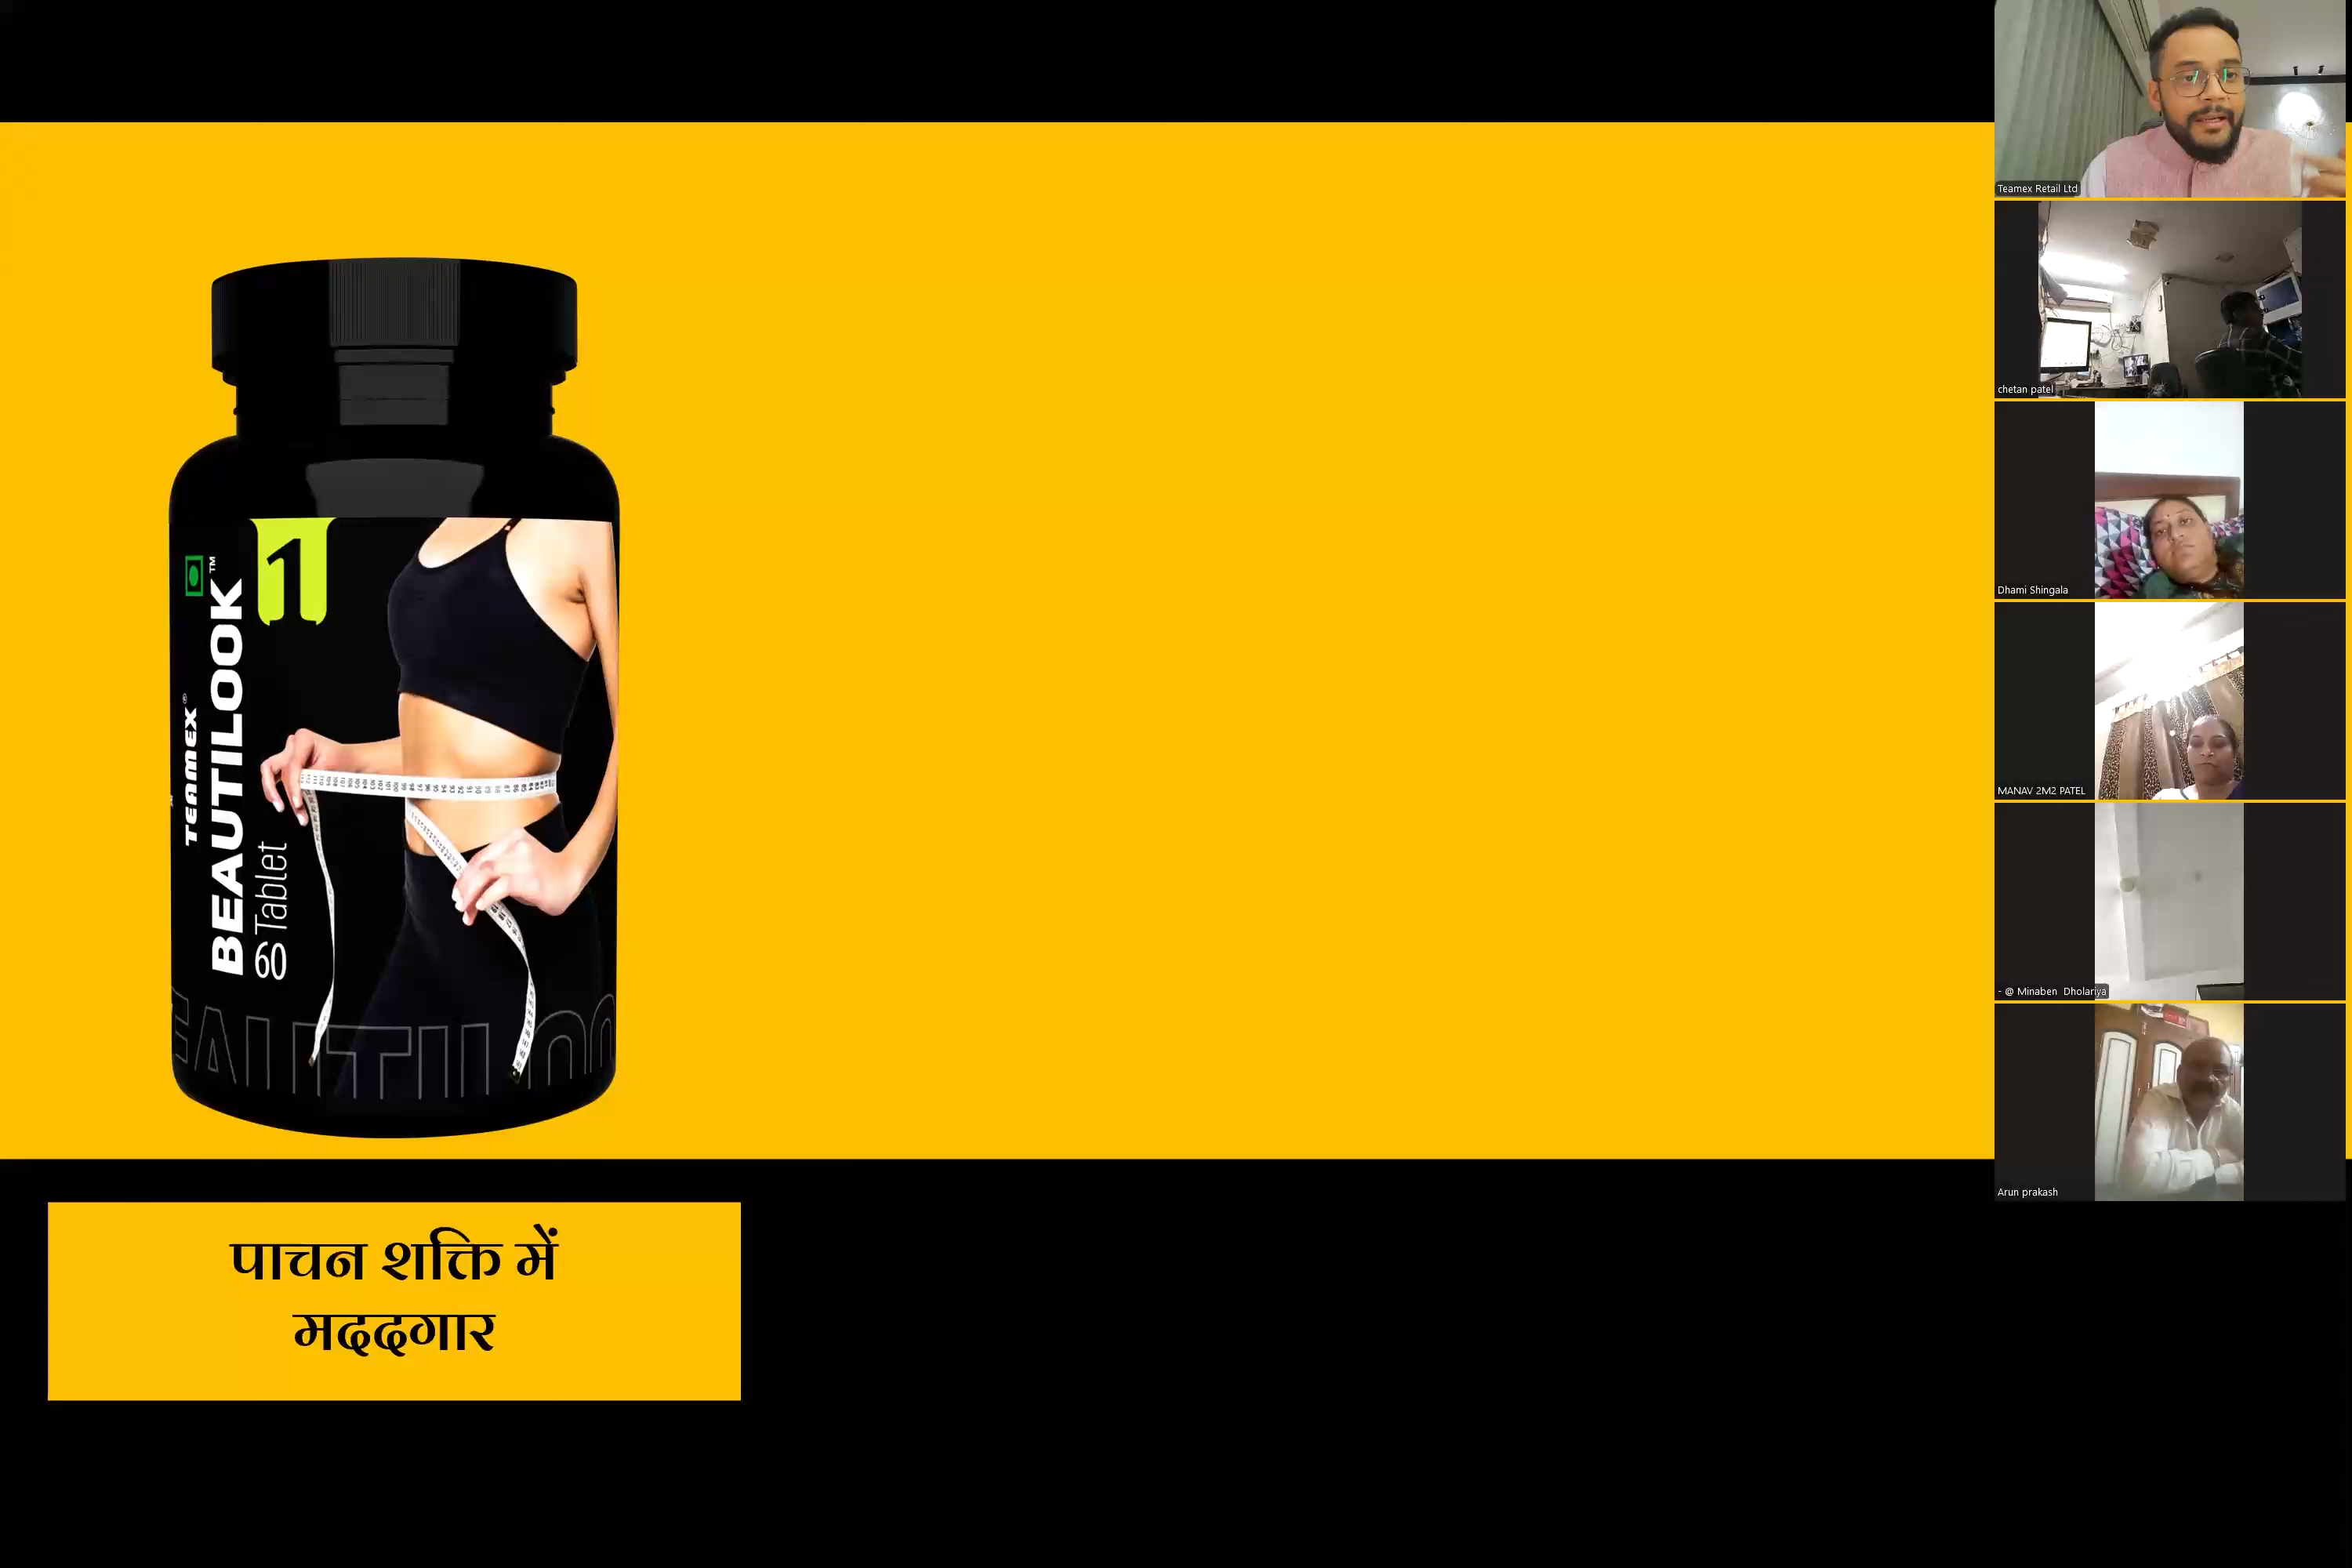 TEAMEX®
BEAUTILOOK™
60 Tablet
EAUTILOO
पाचन शक्ति में
मददगार
Teamex Retail Ltd
chetan patel
Dhami Shingala
MANAV 2M2 PATEL
- @ Minaben Dholariya
Arun prakash